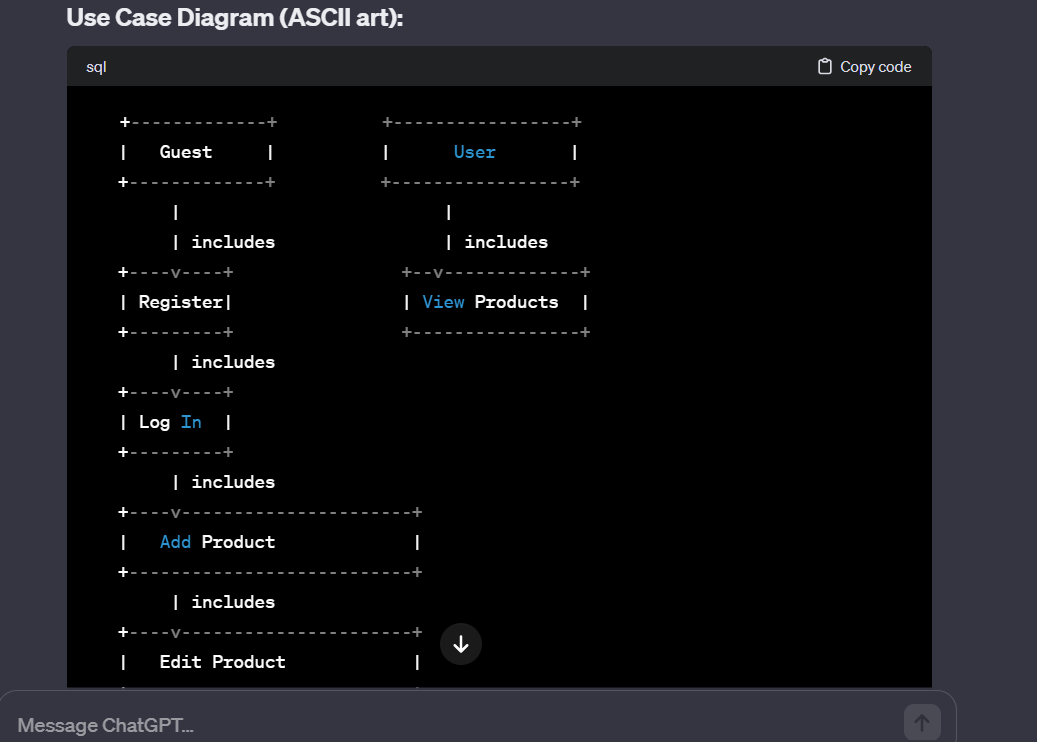 Use Case Diagram (ASCII art):
sql Copy code
+-------------+          +-----------------+
|   Guest     |          |      User       |
+-------------+          +-----------------+
     |                         |
     | includes                | includes
+----v----+                +--v-------------+
| Register|                | View Products  |
+---------+                +----------------+
     | includes
+----v----+
| Log In  |
+---------+
     | includes
+----v----------------------+
|   Add Product             |
+---------------------------+
     | includes
+----v----------------------+
|   Edit Product            |
Message ChatGPT...